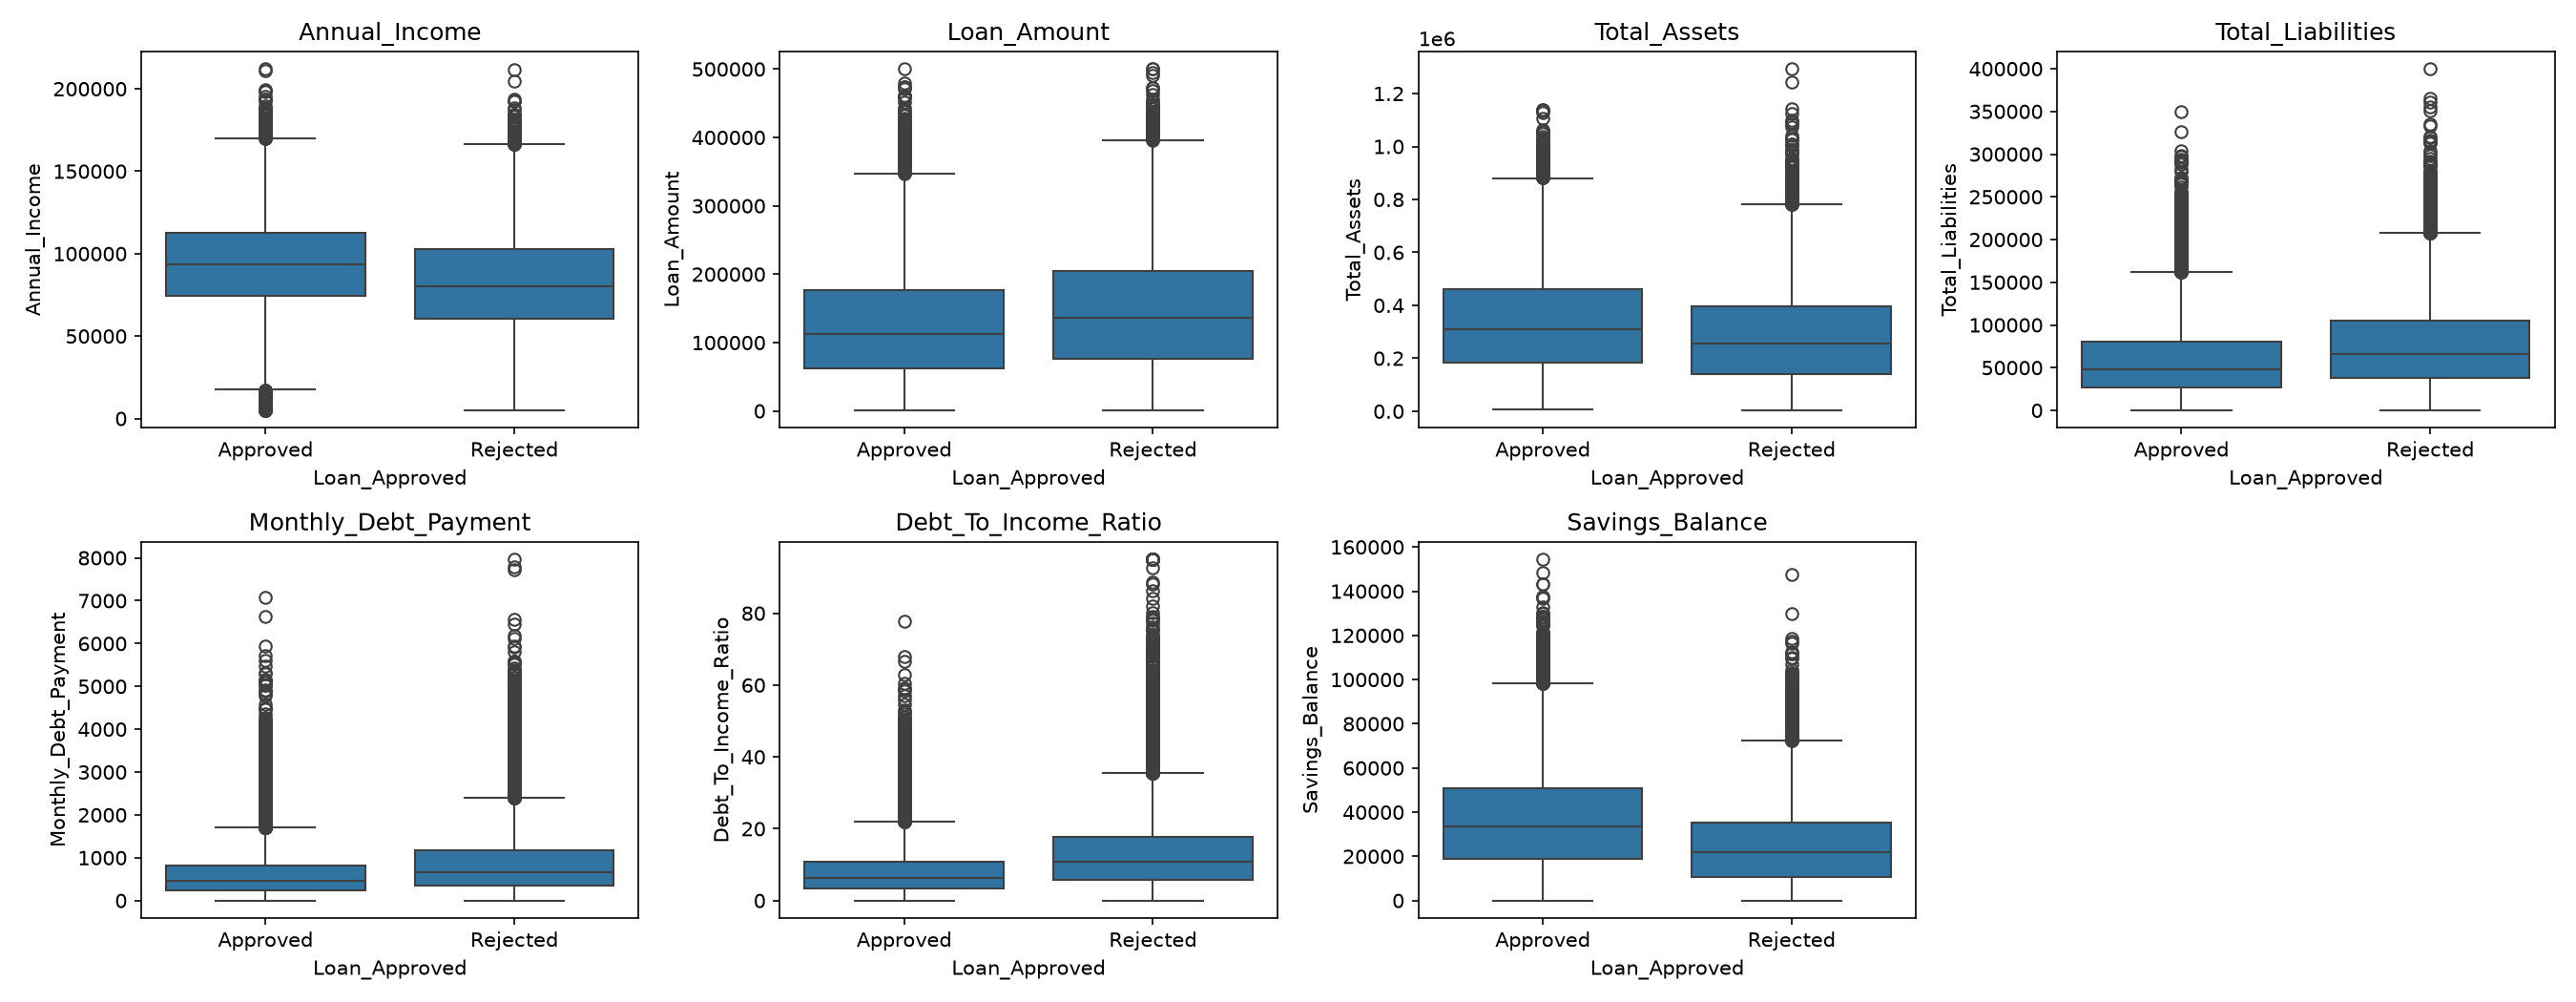 Annual_Income
Annual_Income
200000
150000
100000
50000
0
Approved Rejected
Loan_Approved
Loan_Amount
Loan_Amount
500000
400000
300000
200000
100000
0
Approved Rejected
Loan_Approved
Total_Assets
1e6
Total_Assets
1.2
1.0
0.8
0.6
0.4
0.2
0.0
Approved Rejected
Loan_Approved
Total_Liabilities
Total_Liabilities
400000
350000
300000
250000
200000
150000
100000
50000
0
Approved Rejected
Loan_Approved
Monthly_Debt_Payment
Monthly_Debt_Payment
8000
7000
6000
5000
4000
3000
2000
1000
0
Approved Rejected
Loan_Approved
Debt_To_Income_Ratio
Debt_To_Income_Ratio
80
60
40
20
0
Approved Rejected
Loan_Approved
Savings_Balance
Savings_Balance
160000
140000
120000
100000
80000
60000
40000
20000
0
Approved Rejected
Loan_Approved